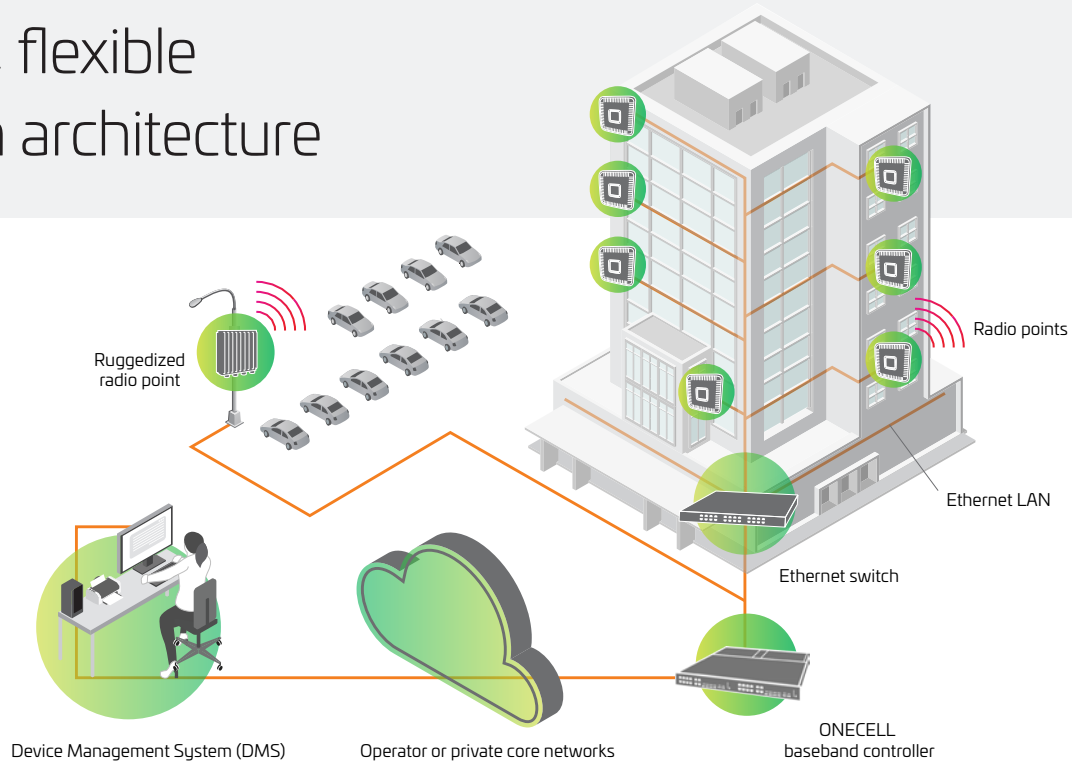 flexible
architecture
Ruggedized
radio point
Radio points
Ethernet LAN
Ethernet switch
Device Management System (DMS)
Operator or private core networks
ONECELL
baseband controller